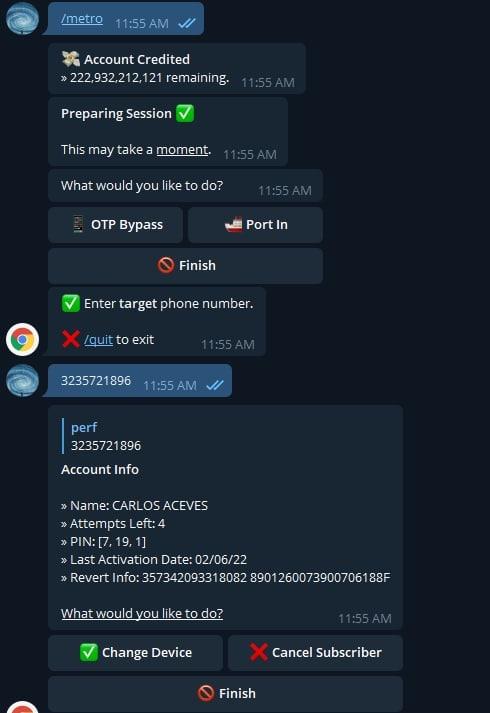 /metro 11:55 AM
Account Credited
» 222,932,212,121 remaining. 11:55 AM
Preparing Session
This may take a moment. 11:55 AM
What would you like to do? 11:55 AM
OTP Bypass Port In
Finish
Enter target phone number.
/quit to exit 11:55 AM
3235721896 11:55 AM
perf
3235721896
Account Info
» Name: CARLOS ACEVES
» Attempts Left: 4
» PIN: [7, 19, 1]
» Last Activation Date: 02/06/22
» Revert Info: 357342093318082 8901260073900706188F
What would you like to do? 11:55 AM
Change Device Cancel Subscriber
Finish